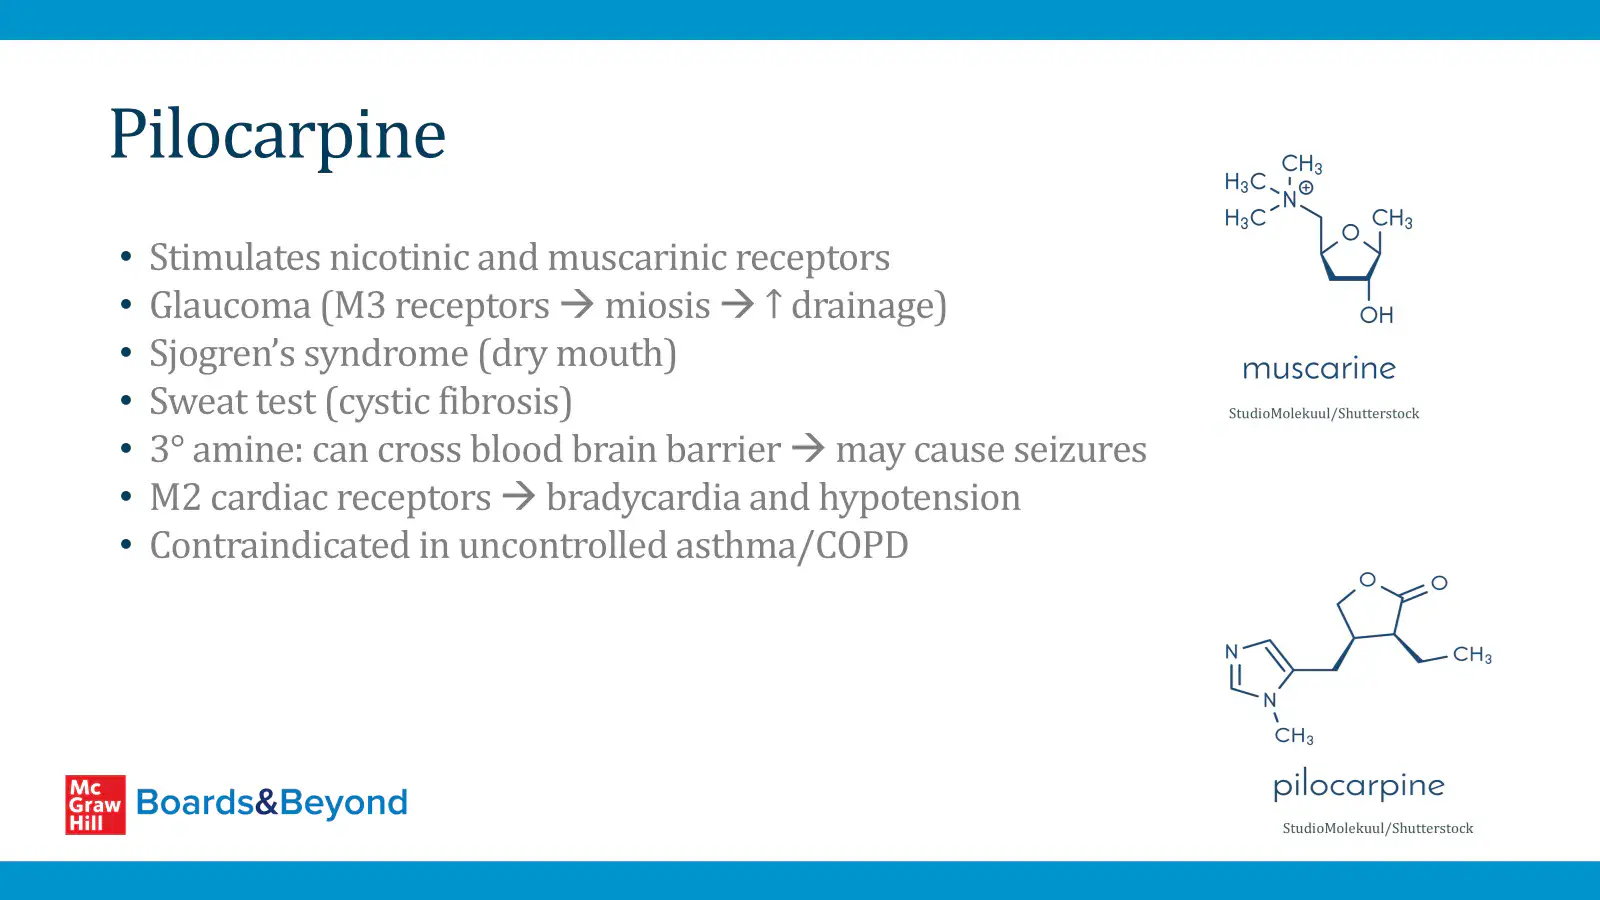 Pilocarpine
• Stimulates nicotinic and muscarinic receptors
• Glaucoma (M3 receptors → miosis → ↑ drainage)
• Sjogren’s syndrome (dry mouth)
• Sweat test (cystic fibrosis)
• 3° amine: can cross blood brain barrier → may cause seizures
• M2 cardiac receptors → bradycardia and hypotension
• Contraindicated in uncontrolled asthma/COPD
CH₃
H₃C
N⊕
H₃C
CH₃
O
OH
muscarine
StudioMolekuul/Shutterstock
O
O
N
CH₃
N
CH₃
pilocarpine
StudioMolekuul/Shutterstock
Mc
Graw
Hill
Boards&Beyond